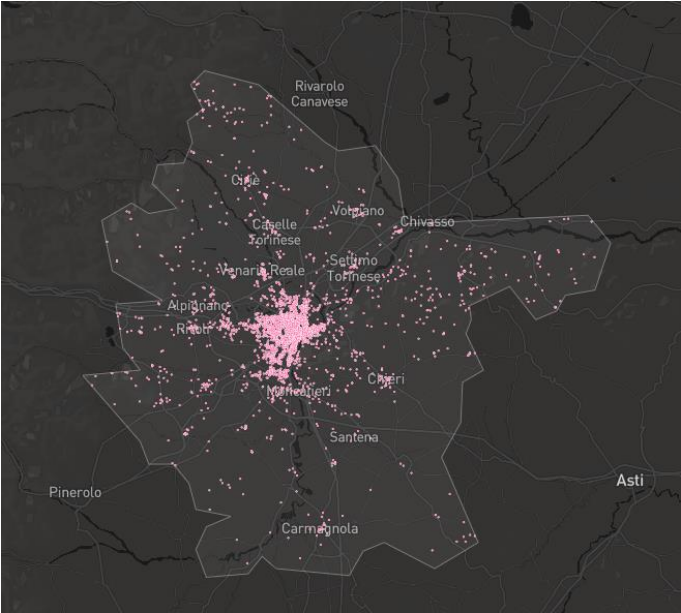 Rivarolo
Canavese
Ciriè
Volpiano
Caselle
Torinese
Chivasso
Settimo
Torinese
Venaria Reale
Alpignano
Rivoli
Chieri
Moncalieri
Santena
Asti
Pinerolo
Carmagnola